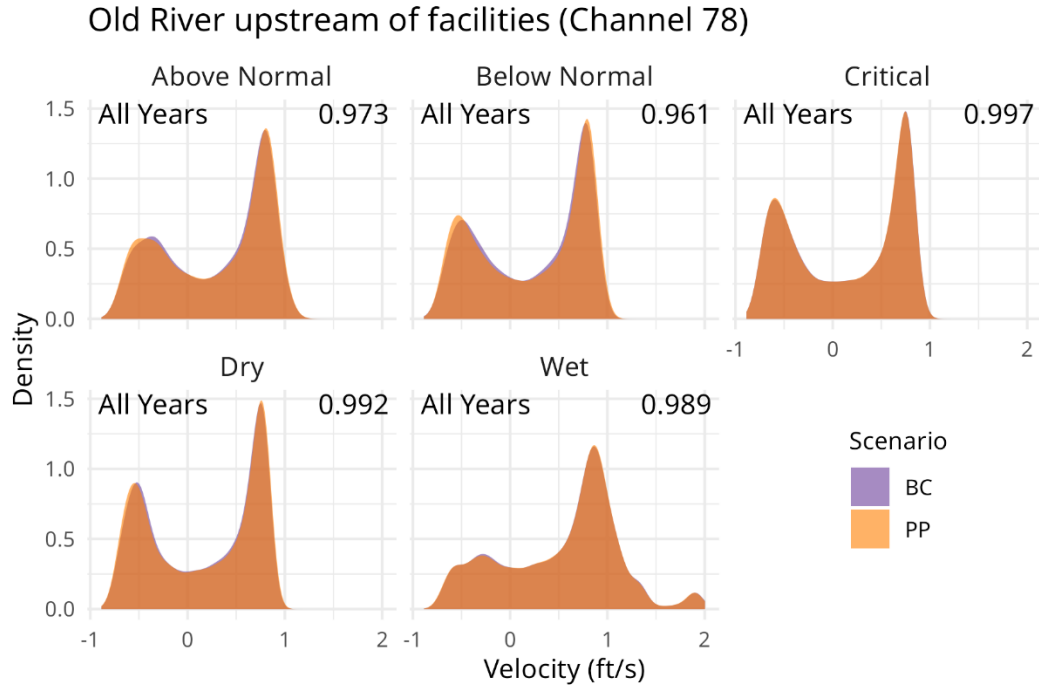 Old River upstream of facilities (Channel 78)
Above Normal Below Normal Critical
1.5 All Years 0.973 All Years 0.961 All Years 0.997
1.0
0.5
0.0
-1 0 1 2
Dry Wet
1.5 All Years 0.992 All Years 0.989
1.0
0.5
0.0
-1 0 1 2 -1 0 1 2
Density
Velocity (ft/s)
Scenario
BC
PP